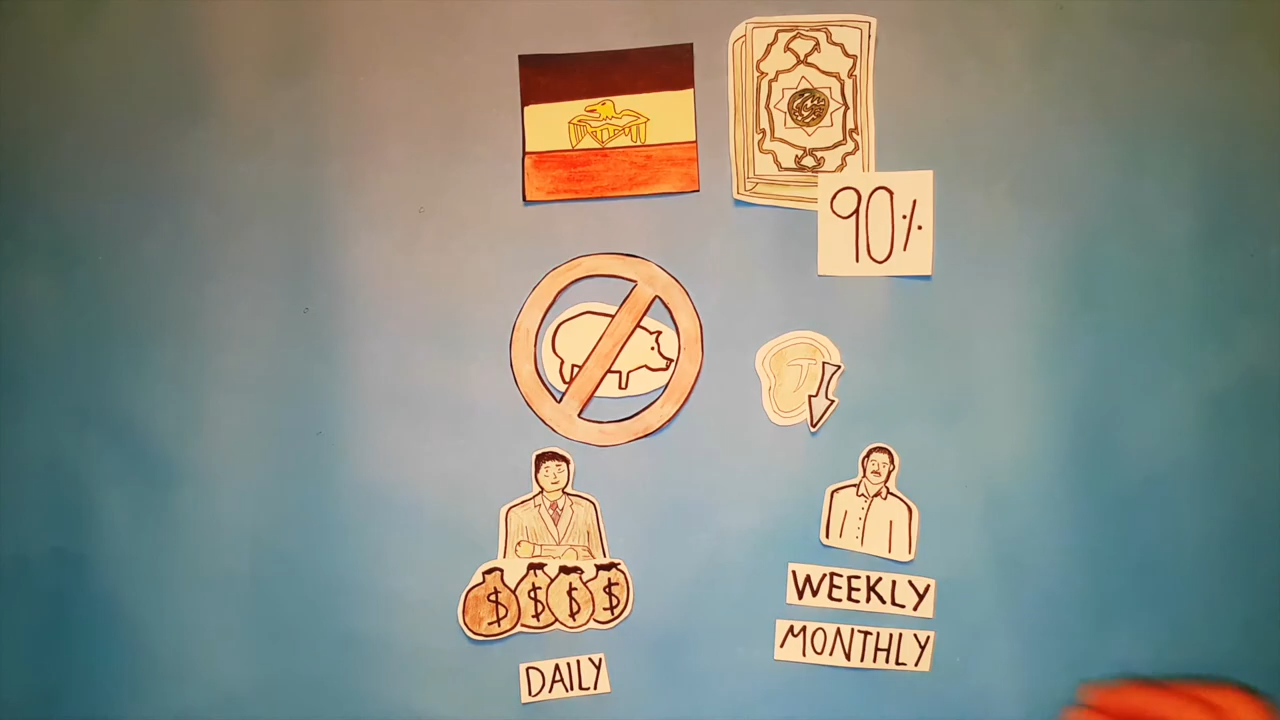 90%
T
$ $ $ $
WEEKLY
MONTHLY
DAILY